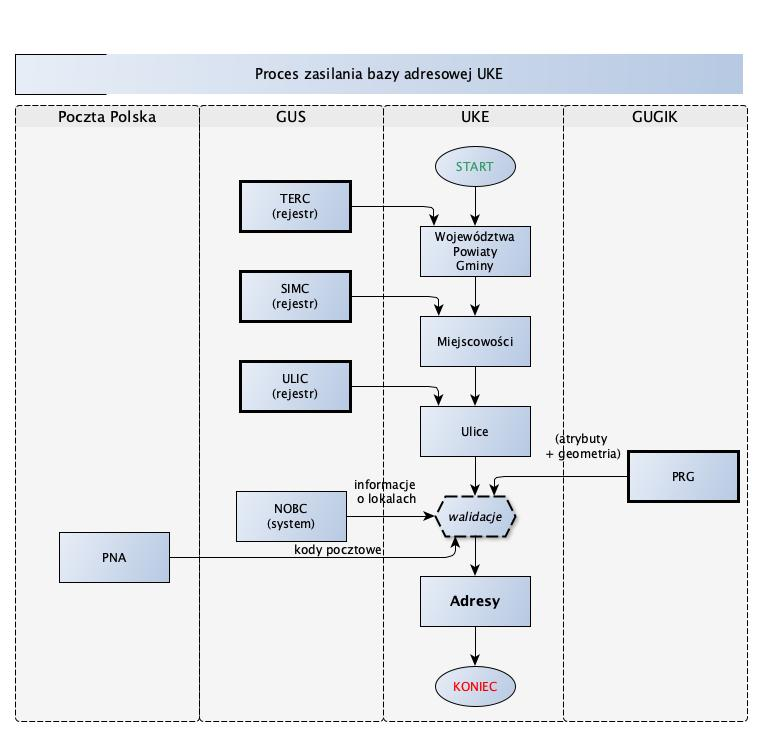 Proces zasilania bazy adresowej UKE
Poczta Polska
GUS
UKE
GUGIK
START
TERC
(rejestr)
Województwa
Powiaty
Gminy
SIMC
(rejestr)
Miejscowości
ULIC
(rejestr)
Ulice
(atrybuty
+ geometria)
PRG
informacje
o lokalach
NOBC
(system)
walidacje
kody pocztowe
PNA
Adresy
KONIEC